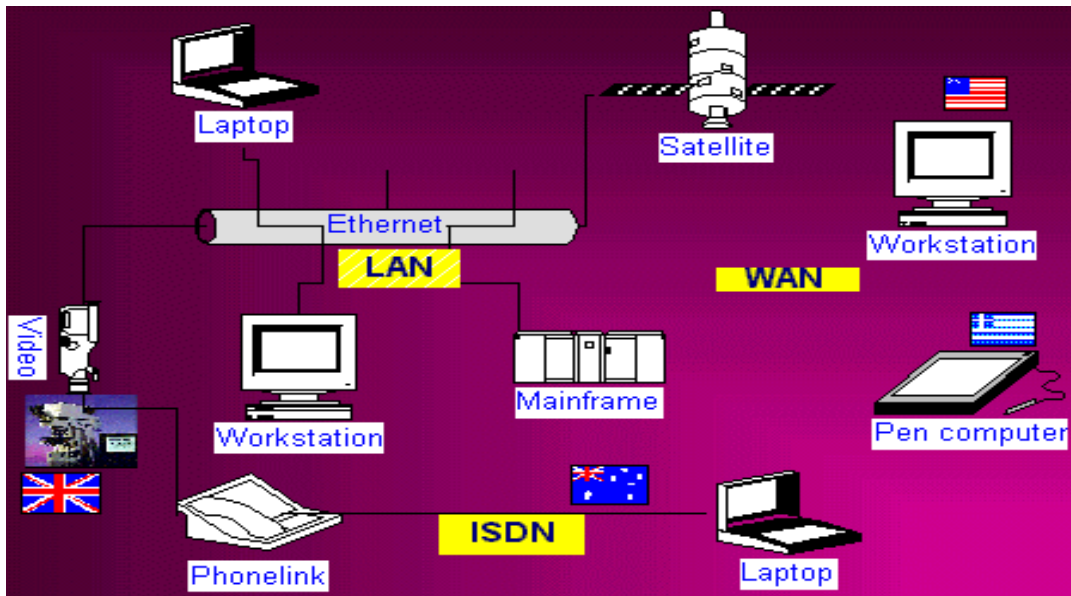 Laptop
Satellite
Workstation
Ethernet
LAN
WAN
Video
Workstation
Mainframe
Pen computer
ISDN
Phonelink
Laptop